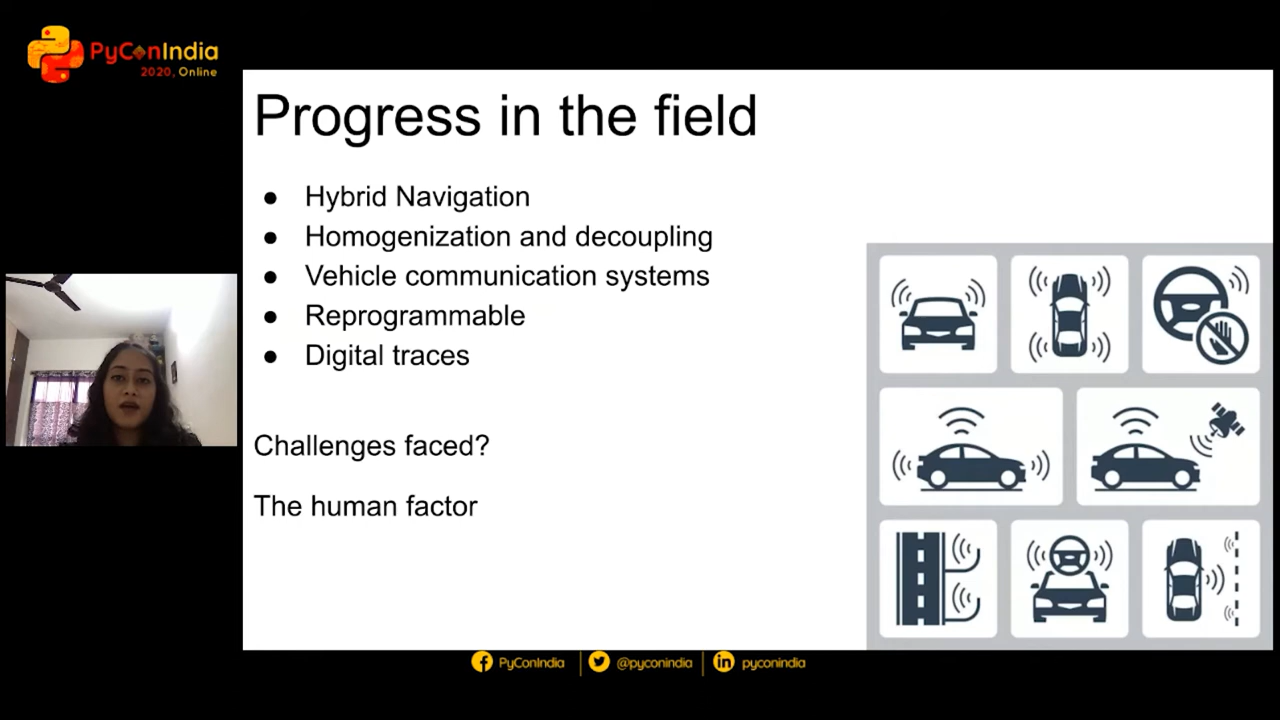 PyConIndia
2020, Online
Progress in the field
● Hybrid Navigation
● Homogenization and decoupling
● Vehicle communication systems
● Reprogrammable
● Digital traces
Challenges faced?
The human factor
PyConIndia @pyconindia pyconindia